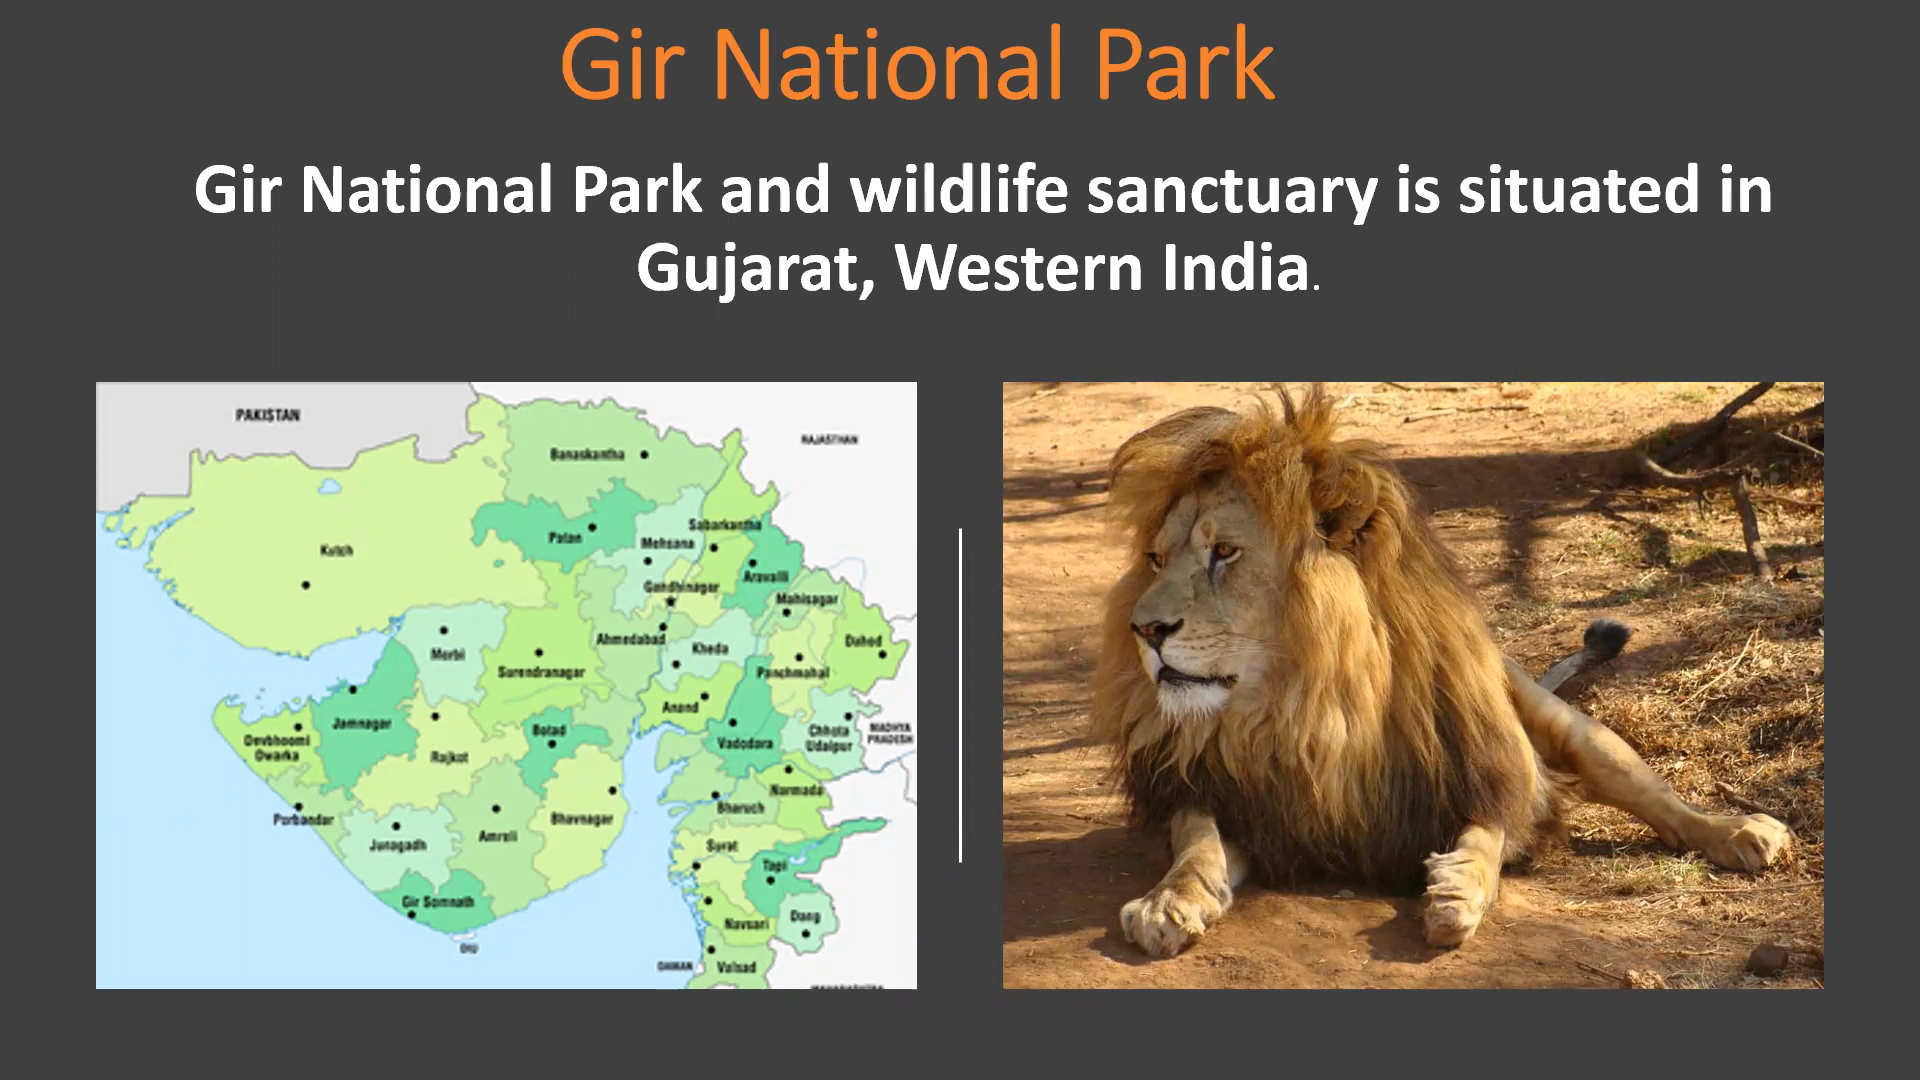 Gir National Park
Gir National Park and wildlife sanctuary is situated in
Gujarat, Western India.
PAKISTAN
RAJASTHAN
Banaskantha
Patan
Sabarkantha
Mehsana
Kutch
Gandhinagar
Aravalli
Mahisagar
Ahmedabad
Dahod
Morbi
Kheda
Surendranagar
Panchmahal
Anand
Jamnagar
Botad
Chhota
Udaipur
MADHYA
PRADESH
Devbhoomi
Dwarka
Rajkot
Vadodara
Narmada
Bharuch
Porbandar
Bhavnagar
Amreli
Junagadh
Surat
Tapi
Gir Somnath
Dang
Navsari
DIU
DAMAN
Valsad